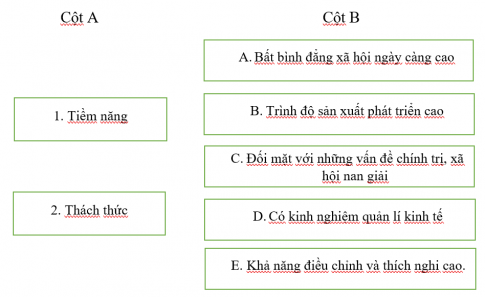 Cột A
Cột B
A. Bất bình đẳng xã hội ngày càng cao
1. Tiềm năng
B. Trình độ sản xuất phát triển cao
C. Đối mặt với những vấn đề chính trị, xã
hội nan giải
2. Thách thức
D. Có kinh nghiệm quản lí kinh tế
E. Khả năng điều chỉnh và thích nghi cao.